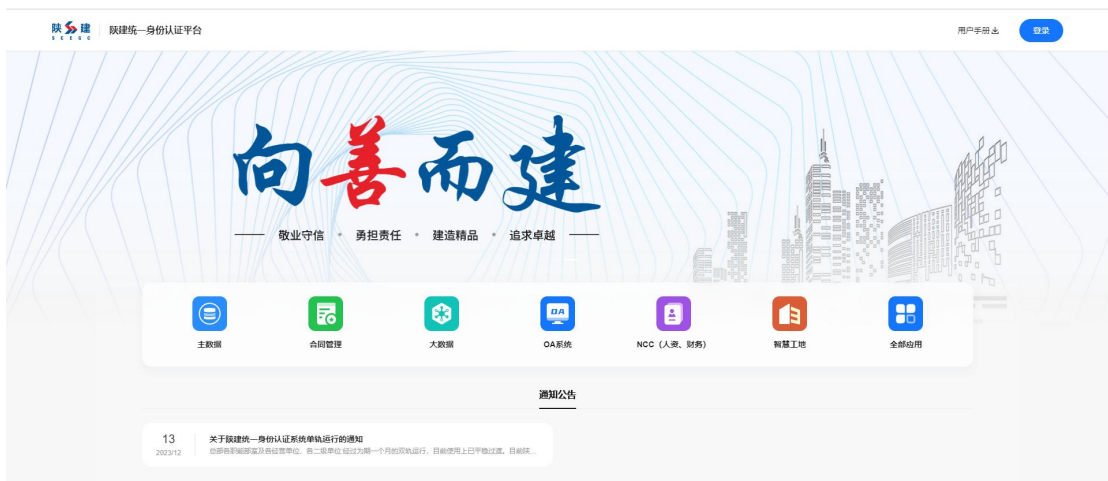 陕建 陕建统一身份认证平台 用户手册 登录
SCEGC
向善而建
敬业守信 • 勇担责任 • 建造精品 • 追求卓越
OA
主数据 合同管理 大数据 OA系统 NCC（人资、财务） 智慧工地 全部应用
通知公告
13 关于陕建统一身份认证系统单轨运行的通知
2023/12 总部各职能部室及各经营单位、各二级单位:经过为期一个月的双轨运行，目前使用上已平稳过渡。目前陕...